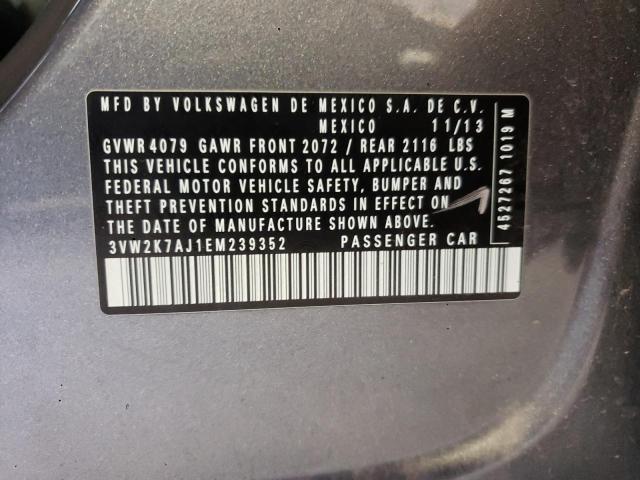 MFD BY VOLKSWAGEN DE MEXICO S.A. DE C.V.
MEXICO 11/13
GVWR 4079 GAWR FRONT 2072 / REAR 2116 LBS
THIS VEHICLE CONFORMS TO ALL APPLICABLE U.S.
FEDERAL MOTOR VEHICLE SAFETY, BUMPER AND
THEFT PREVENTION STANDARDS IN EFFECT ON
THE DATE OF MANUFACTURE SHOWN ABOVE.
3VW2K7AJ1EM239352 PASSENGER CAR
4527267 1019 M